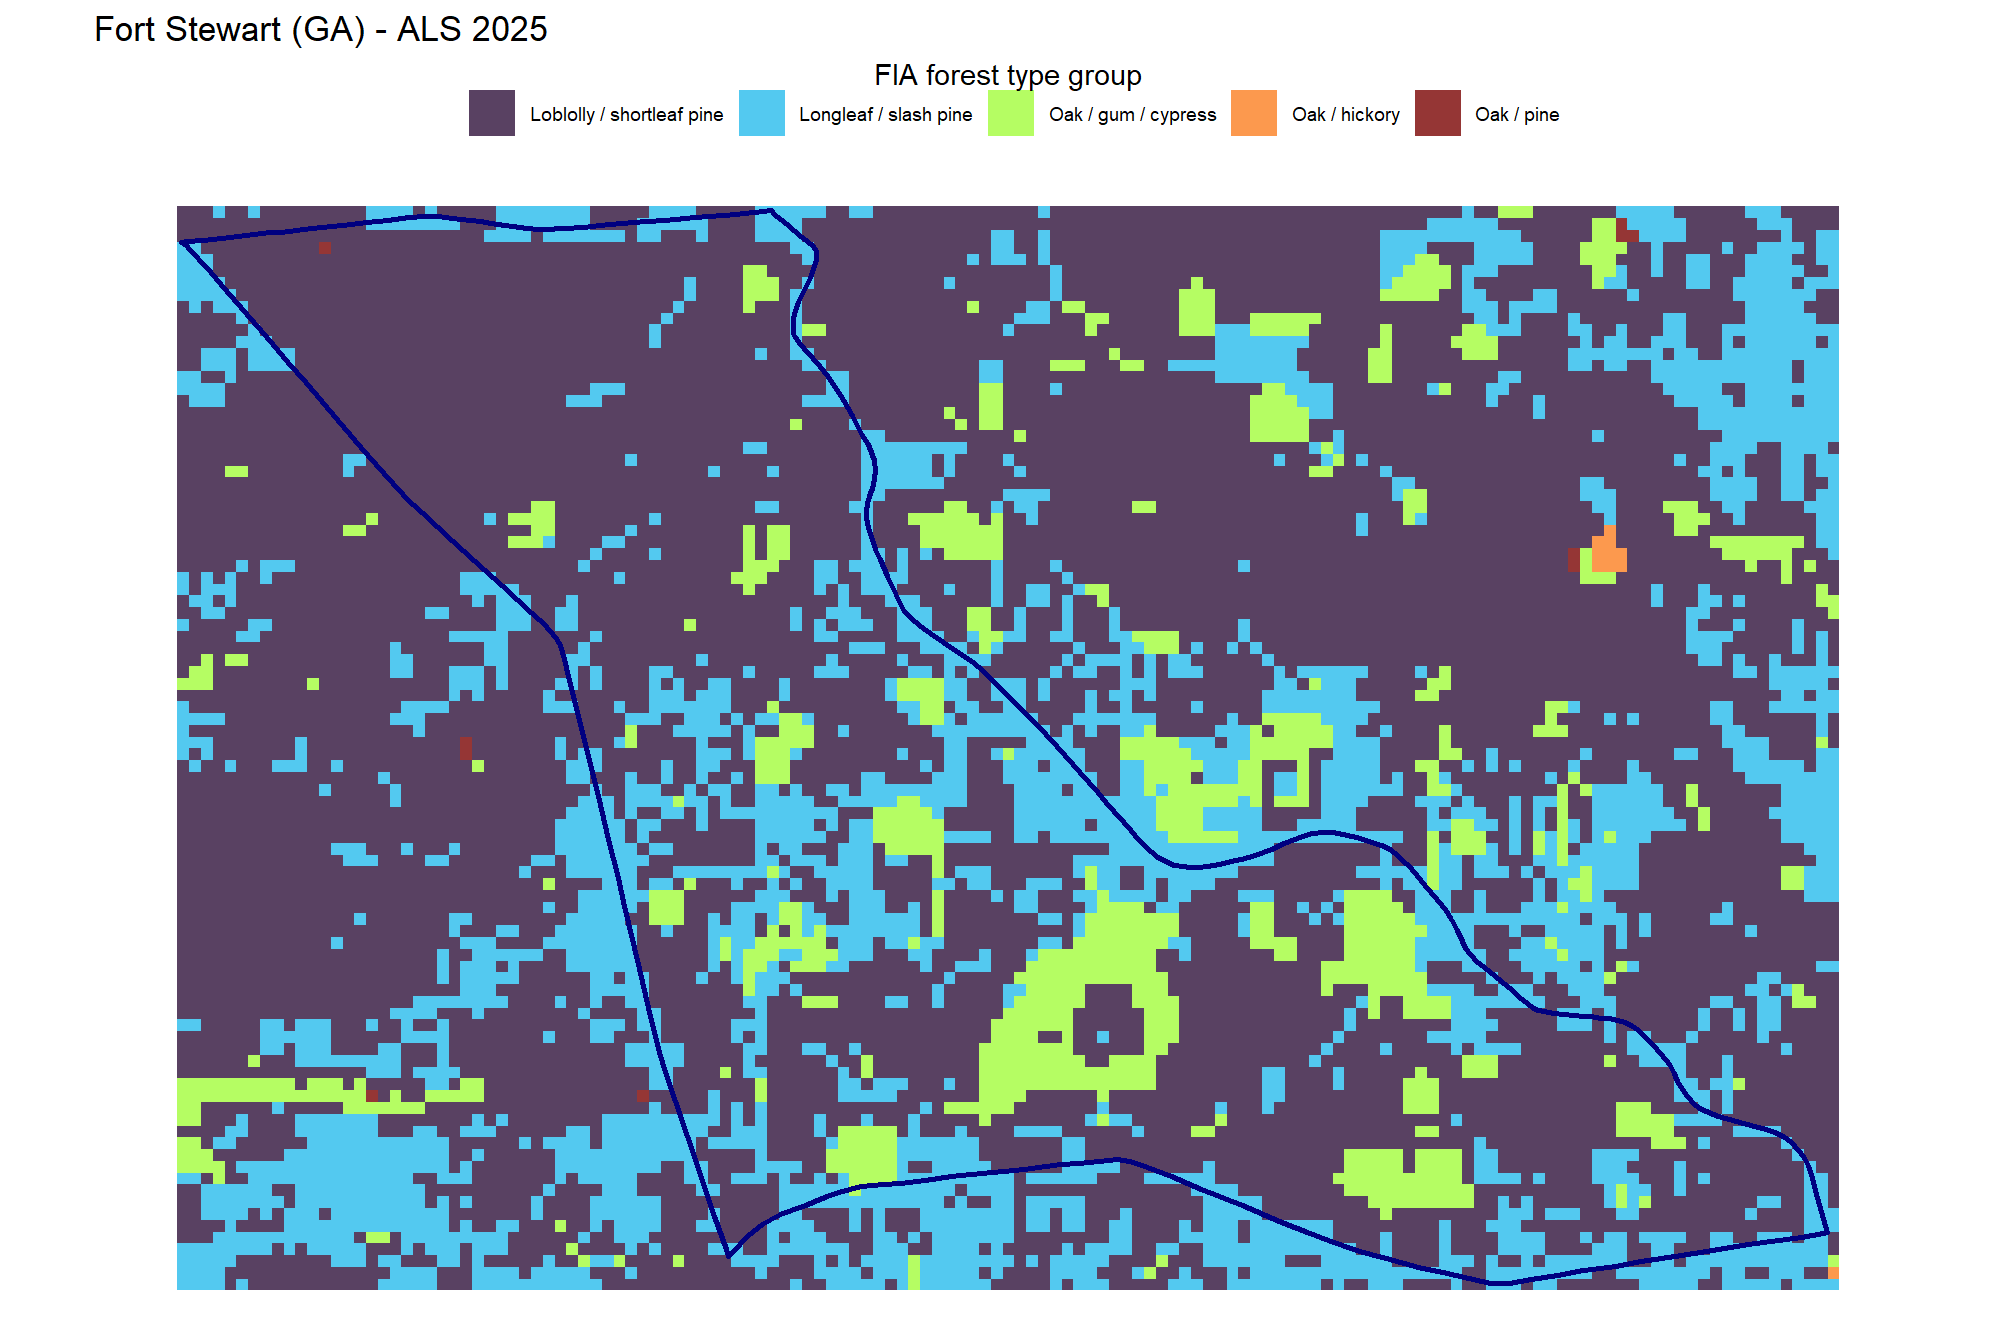 Fort Stewart (GA) - ALS 2025
FIA forest type group
Loblolly / shortleaf pine Longleaf / slash pine Oak / gum / cypress Oak / hickory Oak / pine